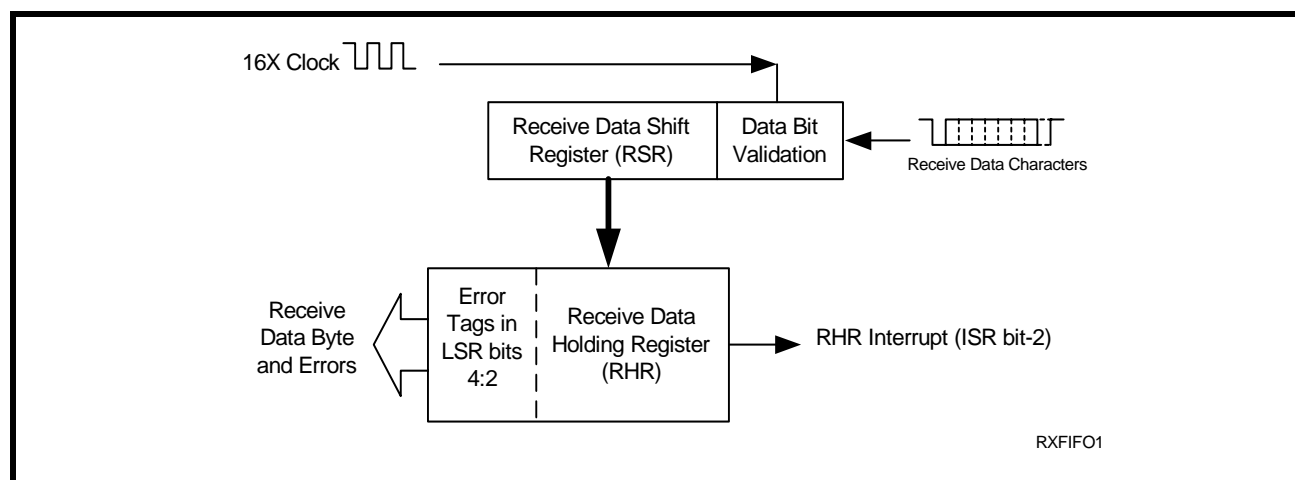 16X Clock
Receive Data Shift
Register (RSR)
Data Bit
Validation
Receive Data Characters
Receive
Data Byte
and Errors
Error
Tags in
LSR bits
4:2
Receive Data
Holding Register
(RHR)
RHR Interrupt (ISR bit-2)
RXFIFO1